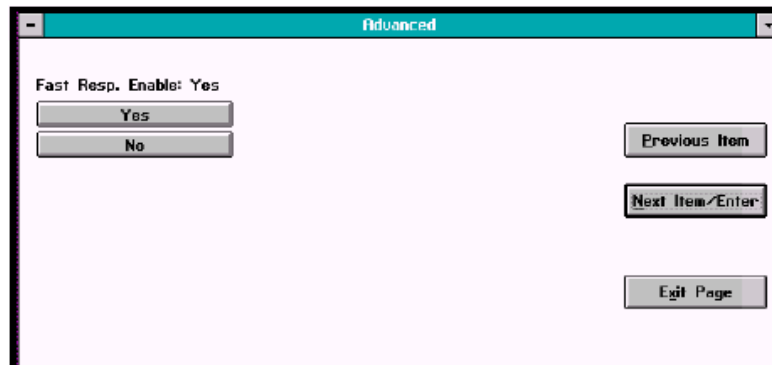 Advanced
Fast Resp. Enable: Yes
Yes
No
Previous Item
Next Item/Enter
Exit Page